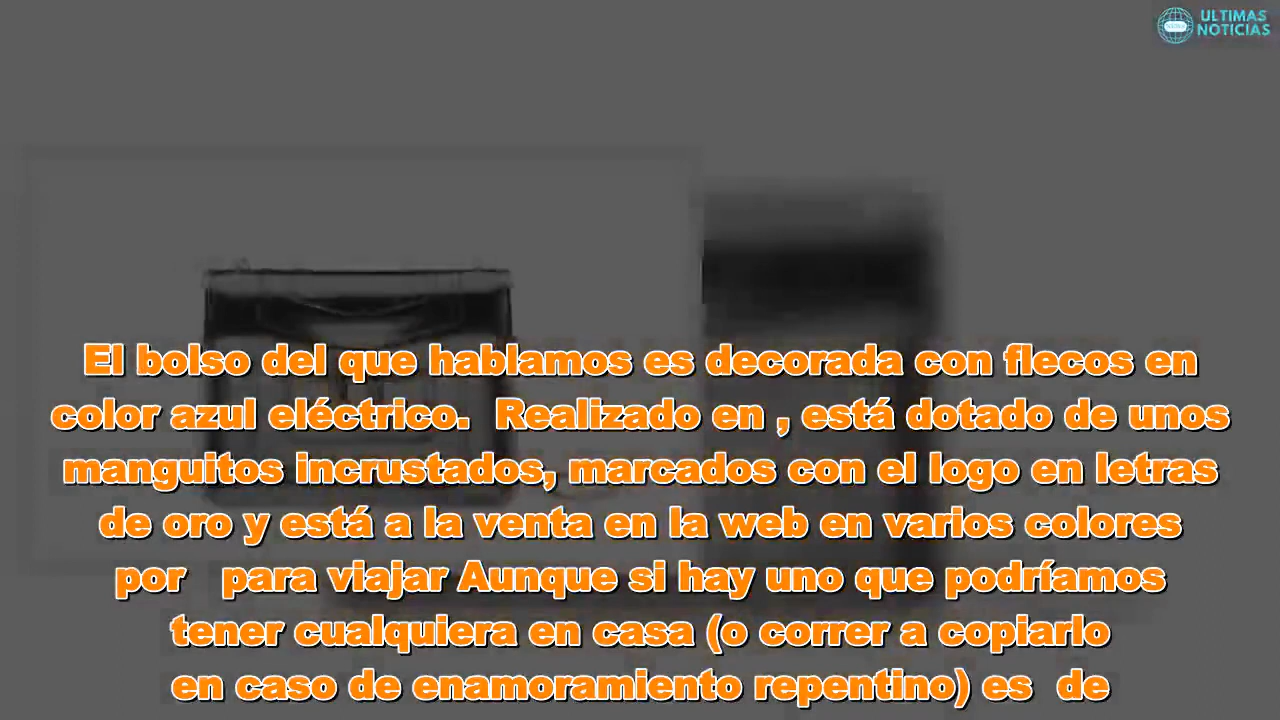 ULTIMAS
NOTICIAS
El bolso del que hablamos es decorada con flecos en
color azul eléctrico.  Realizado en , está dotado de unos
manguitos incrustados, marcados con el logo en letras
de oro y está a la venta en la web en varios colores
por   para viajar Aunque si hay uno que podríamos
tener cualquiera en casa (o correr a copiarlo
en caso de enamoramiento repentino) es  de